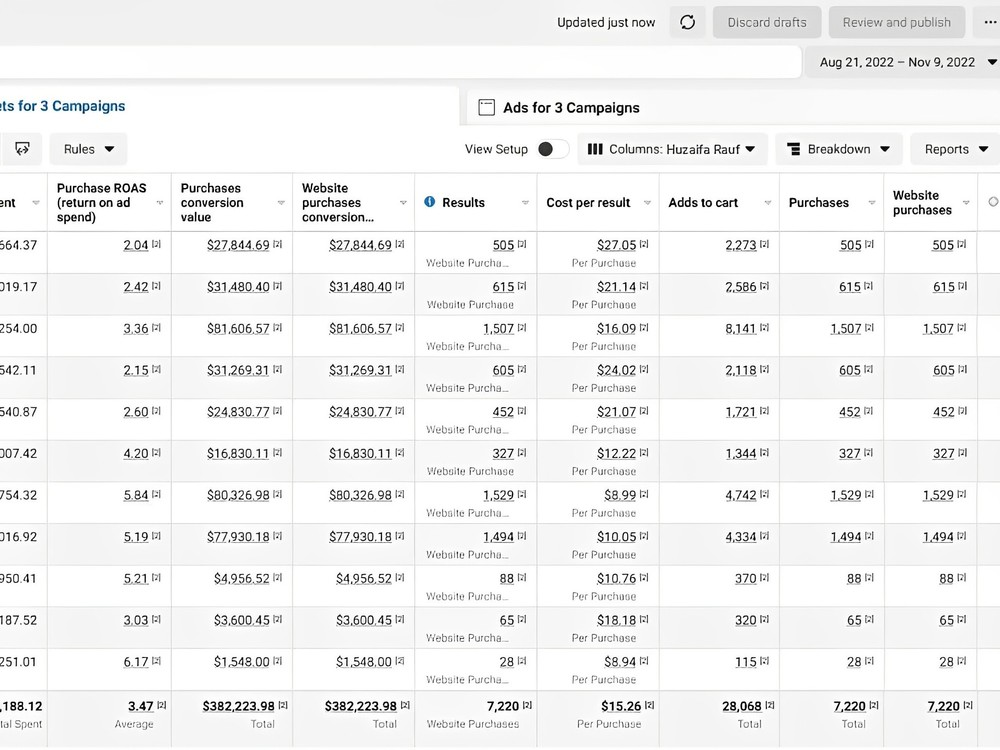 Updated just now Discard drafts Review and publish ...
Aug 21, 2022 – Nov 9, 2022
ets for 3 Campaigns Ads for 3 Campaigns
Rules View Setup Columns: Huzaifa Rauf Breakdown Reports
ent Purchase ROAS (return on ad spend) Purchases conversion value Website purchases conversion... Results Cost per result Adds to cart Purchases Website purchases
664.37 2.04 [2] $27,844.69 [2] $27,844.69 [2] 505 [2] $27.05 [2] 2,273 [2] 505 [2] 505 [2]
Website Purcha... Per Purchase
019.17 2.42 [2] $31,480.40 [2] $31,480.40 [2] 615 [2] $21.14 [2] 2,586 [2] 615 [2] 615 [2]
Website Purchase Per Purchase
254.00 3.36 [2] $81,606.57 [2] $81,606.57 [2] 1,507 [2] $16.09 [2] 8,141 [2] 1,507 [2] 1,507 [2]
Website Purcha... Per Purchase
542.11 2.15 [2] $31,269.31 [2] $31,269.31 [2] 605 [2] $24.02 [2] 2,118 [2] 605 [2] 605 [2]
Website Purcha... Per Purchase
540.87 2.60 [2] $24,830.77 [2] $24,830.77 [2] 452 [2] $21.07 [2] 1,721 [2] 452 [2] 452 [2]
Website Purcha... Per Purchase
007.42 4.20 [2] $16,830.11 [2] $16,830.11 [2] 327 [2] $12.22 [2] 1,344 [2] 327 [2] 327 [2]
Website Purchase Per Purchase
754.32 5.84 [2] $80,326.98 [2] $80,326.98 [2] 1,529 [2] $8.99 [2] 4,742 [2] 1,529 [2] 1,529 [2]
Website Purcha... Per Purchase
016.92 5.19 [2] $77,930.18 [2] $77,930.18 [2] 1,494 [2] $10.05 [2] 4,334 [2] 1,494 [2] 1,494 [2]
Website Purcha... Per Purchase
950.41 5.21 [2] $4,956.52 [2] $4,956.52 [2] 88 [2] $10.76 [2] 370 [2] 88 [2] 88 [2]
Website Purcha... Per Purchase
187.52 3.03 [2] $3,600.45 [2] $3,600.45 [2] 65 [2] $18.18 [2] 320 [2] 65 [2] 65 [2]
Website Purcha... Per Purchase
251.01 6.17 [2] $1,548.00 [2] $1,548.00 [2] 28 [2] $8.94 [2] 115 [2] 28 [2] 28 [2]
Website Purcha... Per Purchase
,188.12 3.47 [2] $382,223.98 [2] $382,223.98 [2] 7,220 [2] $15.26 [2] 28,068 [2] 7,220 [2] 7,220 [2]
tal Spent Average Total Total Website Purchases Per Purchase Total Total Total